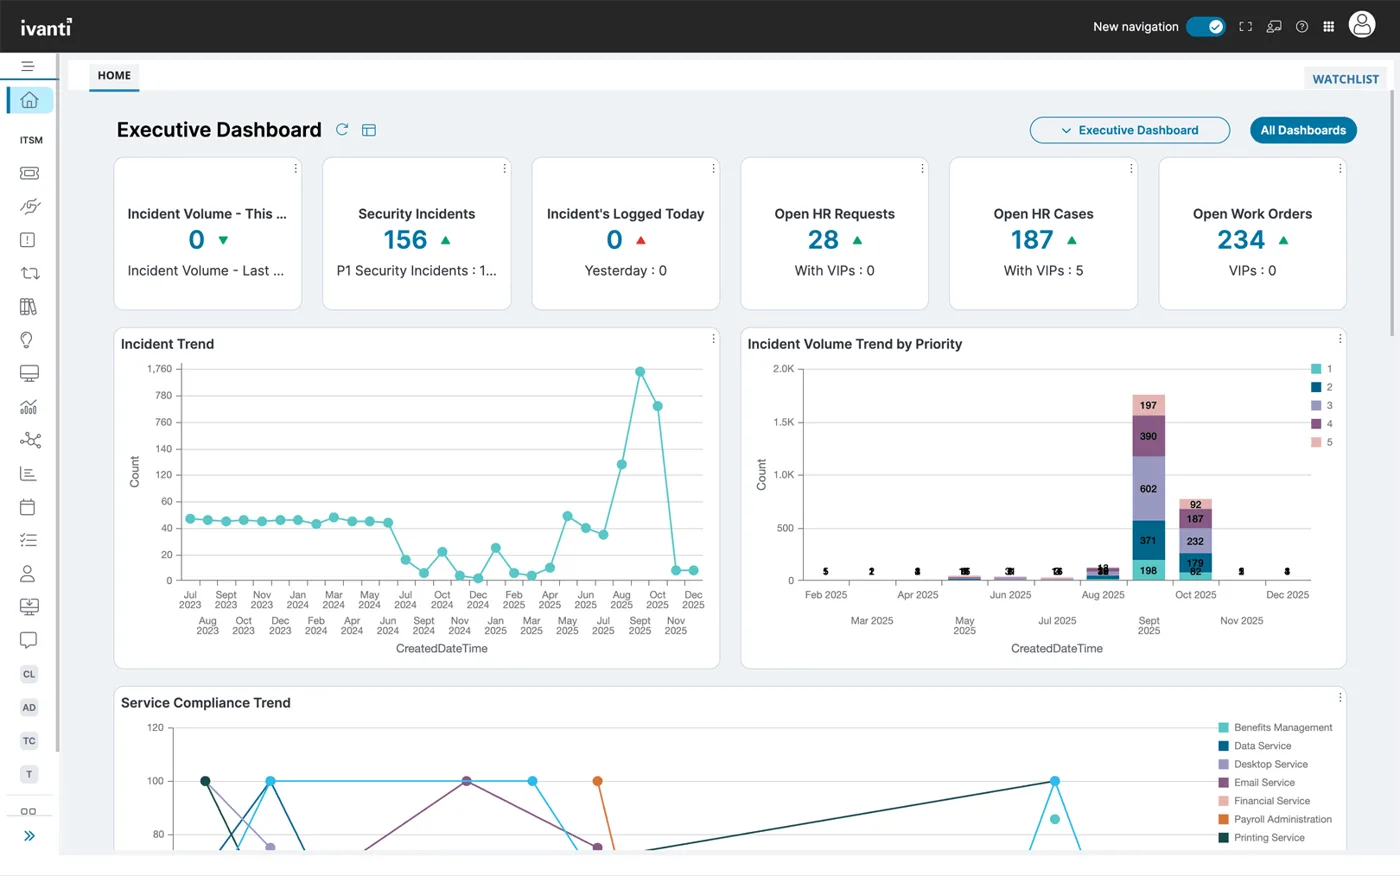 ivanti
New navigation
HOME
WATCHLIST
ITSM
Executive Dashboard
Executive Dashboard
All Dashboards
Incident Volume - This ...
0
Incident Volume - Last ...
Security Incidents
156
P1 Security Incidents : 1...
Incident's Logged Today
0
Yesterday : 0
Open HR Requests
28
With VIPs : 0
Open HR Cases
187
With VIPs : 5
Open Work Orders
234
VIPs : 0
Incident Trend
Count
1,760
780
760
140
120
60
40
20
0
Jul 2023
Aug 2023
Sept 2023
Oct 2023
Nov 2023
Dec 2023
Jan 2024
Feb 2024
Mar 2024
Apr 2024
May 2024
Jun 2024
Jul 2024
Sept 2024
Oct 2024
Nov 2024
Dec 2024
Jan 2025
Feb 2025
Mar 2025
Apr 2025
May 2025
Jun 2025
Jul 2025
Aug 2025
Sept 2025
Oct 2025
Nov 2025
Dec 2025
CreatedDateTime
Incident Volume Trend by Priority
Count
2.0K
1.5K
1.0K
500
0
197
390
602
371
198
92
187
232
179
82
Feb 2025
Mar 2025
Apr 2025
May 2025
Jun 2025
Jul 2025
Aug 2025
Sept 2025
Oct 2025
Nov 2025
Dec 2025
CreatedDateTime
1
2
3
4
5
Service Compliance Trend
120
100
80
Benefits Management
Data Service
Desktop Service
Email Service
Financial Service
Payroll Administration
Printing Service
CL
AD
TC
T